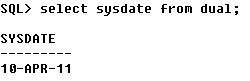 SQL> select sysdate from dual;
SYSDATE
---------
10-APR-11